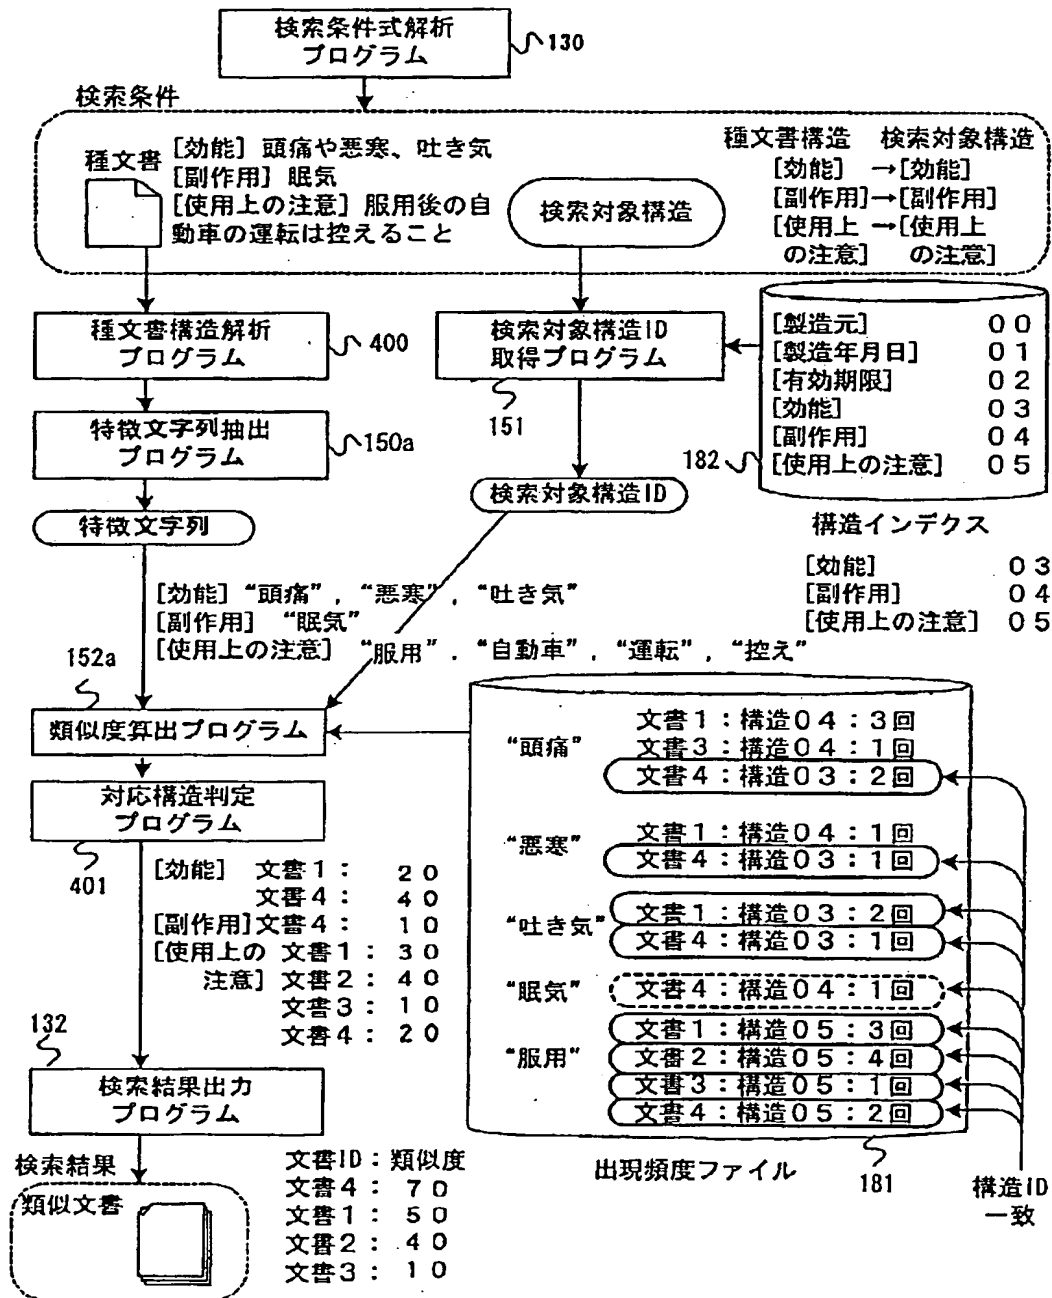 検索条件式解析
プログラム
130
検索条件
種文書
[効能] 頭痛や悪寒、吐き気
[副作用] 眠気
[使用上の注意] 服用後の自
動車の運転は控えること
検索対象構造
種文書構造 検索対象構造
[効能] →[効能]
[副作用]→[副作用]
[使用上 →[使用上
の注意] の注意]
種文書構造解析
プログラム
400
検索対象構造ID
取得プログラム
151
[製造元] 00
[製造年月日] 01
[有効期限] 02
[効能] 03
[副作用] 04
[使用上の注意] 05
182
構造インデクス
特徴文字列抽出
プログラム
150a
特徴文字列
検索対象構造ID
[効能] 03
[副作用] 04
[使用上の注意] 05
[効能] “頭痛”, “悪寒”, “吐き気”
[副作用] “眠気”
[使用上の注意] “服用”. “自動車”, “運転”, “控え”
152a
類似度算出プログラム
対応構造判定
プログラム
401
“頭痛”
文書1:構造04:3回
文書3:構造04:1回
文書4:構造03:2回
“悪寒”
文書1:構造04:1回
文書4:構造03:1回
“吐き気”
文書1:構造03:2回
文書4:構造03:1回
“眠気”
文書4:構造04:1回
“服用”
文書1:構造05:3回
文書2:構造05:4回
文書3:構造05:1回
文書4:構造05:2回
出現頻度ファイル
181
構造ID
一致
[効能] 文書1: 20
文書4: 40
[副作用]文書4: 10
[使用上の 文書1: 30
注意] 文書2: 40
文書3: 10
文書4: 20
132
検索結果出力
プログラム
検索結果
類似文書
文書ID:類似度
文書4: 70
文書1: 50
文書2: 40
文書3: 10